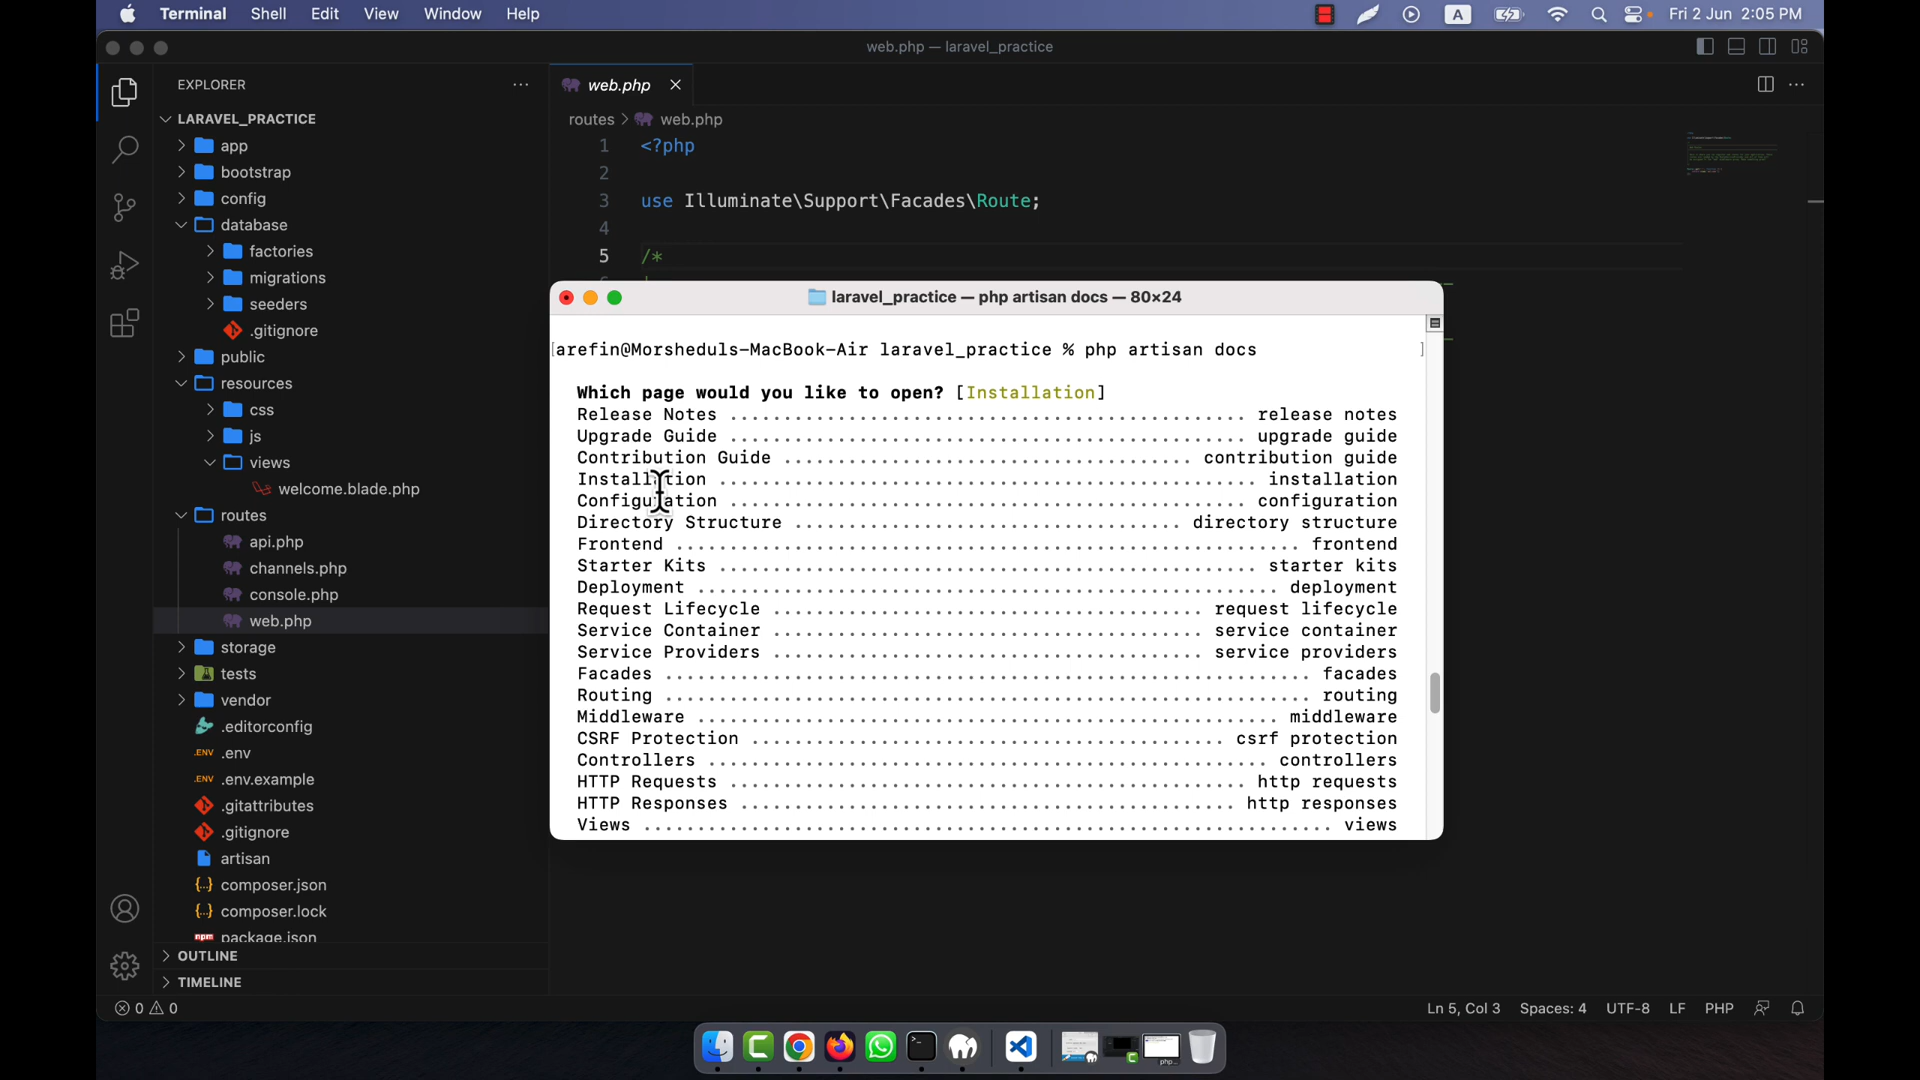 Terminal Shell Edit View Window Help
A
Fri 2 Jun 2:05 PM
web.php — laravel_practice
EXPLORER
LARAVEL_PRACTICE
app
bootstrap
config
database
factories
migrations
seeders
.gitignore
public
resources
css
js
views
welcome.blade.php
routes
api.php
channels.php
console.php
web.php
storage
tests
vendor
.editorconfig
.ENV .env
.ENV .env.example
.gitattributes
.gitignore
artisan
{..} composer.json
{..} composer.lock
npm package.json
OUTLINE
TIMELINE
web.php
routes > web.php
1 <?php
2
3 use Illuminate\Support\Facades\Route;
4
5 /*
laravel_practice — php artisan docs — 80×24
[arefin@Morsheduls-MacBook-Air laravel_practice % php artisan docs ]
Which page would you like to open? [Installation]
Release Notes ................................................ release notes
Upgrade Guide ................................................ upgrade guide
Contribution Guide ...................................... contribution guide
Installation .................................................. installation
Configuration ................................................ configuration
Directory Structure .................................... directory structure
Frontend .......................................................... frontend
Starter Kits .................................................. starter kits
Deployment ...................................................... deployment
Request Lifecycle ........................................ request lifecycle
Service Container ........................................ service container
Service Providers ........................................ service providers
Facades ............................................................ facades
Routing ............................................................ routing
Middleware ...................................................... middleware
CSRF Protection ............................................ csrf protection
Controllers .................................................... controllers
HTTP Requests ................................................ http requests
HTTP Responses .............................................. http responses
Views ................................................................ views
0 0
Ln 5, Col 3 Spaces: 4 UTF-8 LF PHP